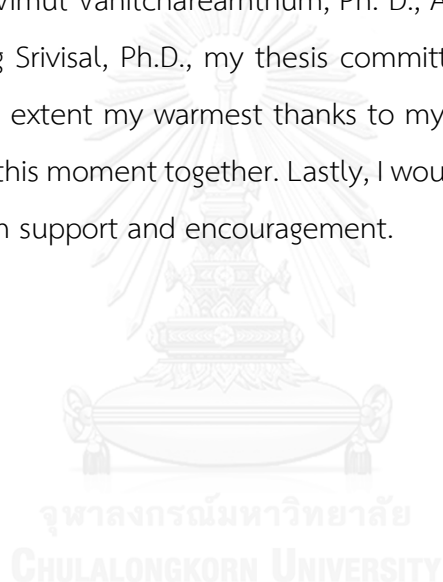 Vimut Vanitchareamthum, Ph. D., A
g Srivisal, Ph.D., my thesis committ
extent my warmest thanks to my
this moment together. Lastly, I wou
n support and encouragement.
จุฬาลงกรณ์มหาวิทยาลัย
CHULALONGKORN UNIVERSITY